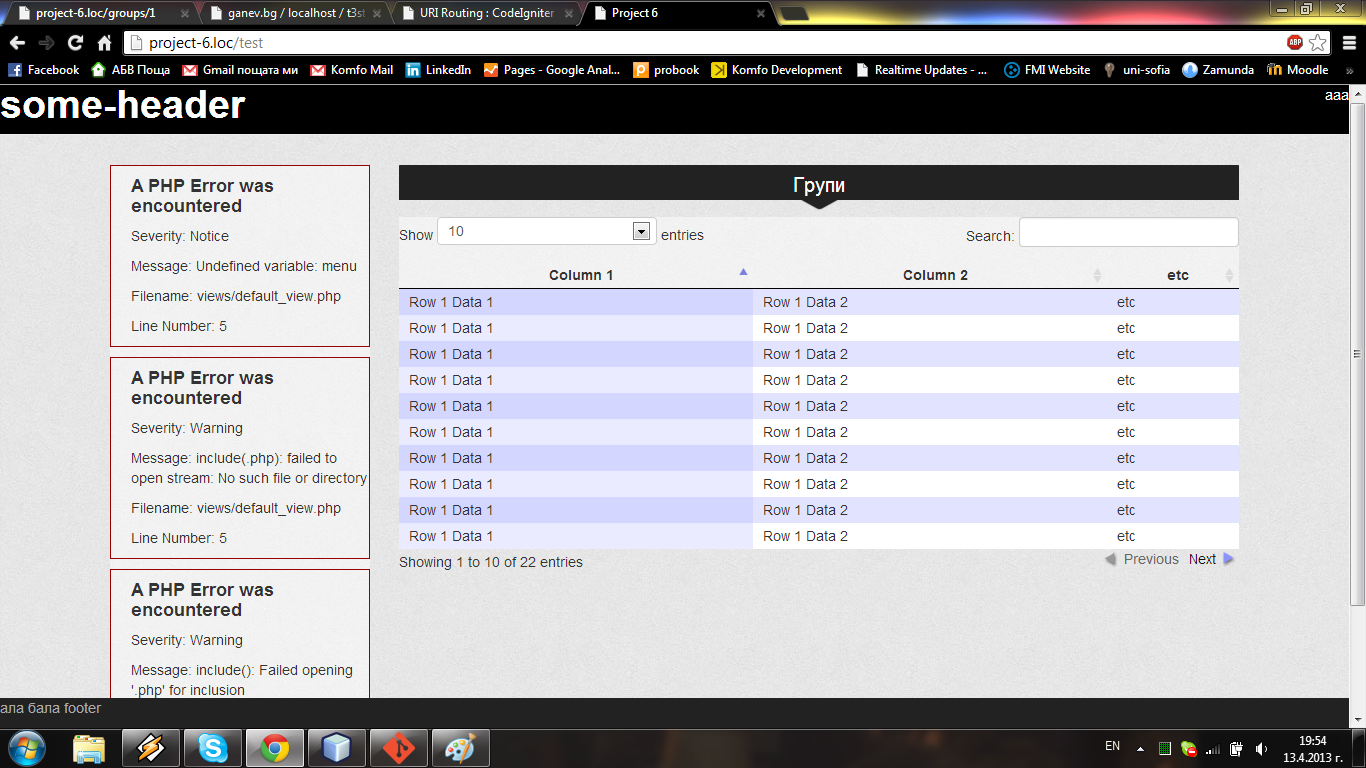 project-6.loc/groups/1
ganev.bg / localhost / t3st
URI Routing : CodeIgniter
Project 6
project-6.loc/test
ABP
Facebook
АБВ Поща
Gmail пощата ми
Komfo Mail
LinkedIn
Pages - Google Anal...
probook
Komfo Development
Realtime Updates - ...
FMI Website
uni-sofia
Zamunda
Moodle
»
some-header
aaa
A PHP Error was
encountered
Severity: Notice
Message: Undefined variable: menu
Filename: views/default_view.php
Line Number: 5
A PHP Error was
encountered
Severity: Warning
Message: include(.php): failed to
open stream: No such file or directory
Filename: views/default_view.php
Line Number: 5
A PHP Error was
encountered
Severity: Warning
Message: include(): Failed opening
'.php' for inclusion
Групи
Show 10 entries
Search:
Column 1 Column 2 etc
Row 1 Data 1 Row 1 Data 2 etc
Row 1 Data 1 Row 1 Data 2 etc
Row 1 Data 1 Row 1 Data 2 etc
Row 1 Data 1 Row 1 Data 2 etc
Row 1 Data 1 Row 1 Data 2 etc
Row 1 Data 1 Row 1 Data 2 etc
Row 1 Data 1 Row 1 Data 2 etc
Row 1 Data 1 Row 1 Data 2 etc
Row 1 Data 1 Row 1 Data 2 etc
Row 1 Data 1 Row 1 Data 2 etc
Showing 1 to 10 of 22 entries
Previous Next
ала бала footer
EN
19:54
13.4.2013 г.